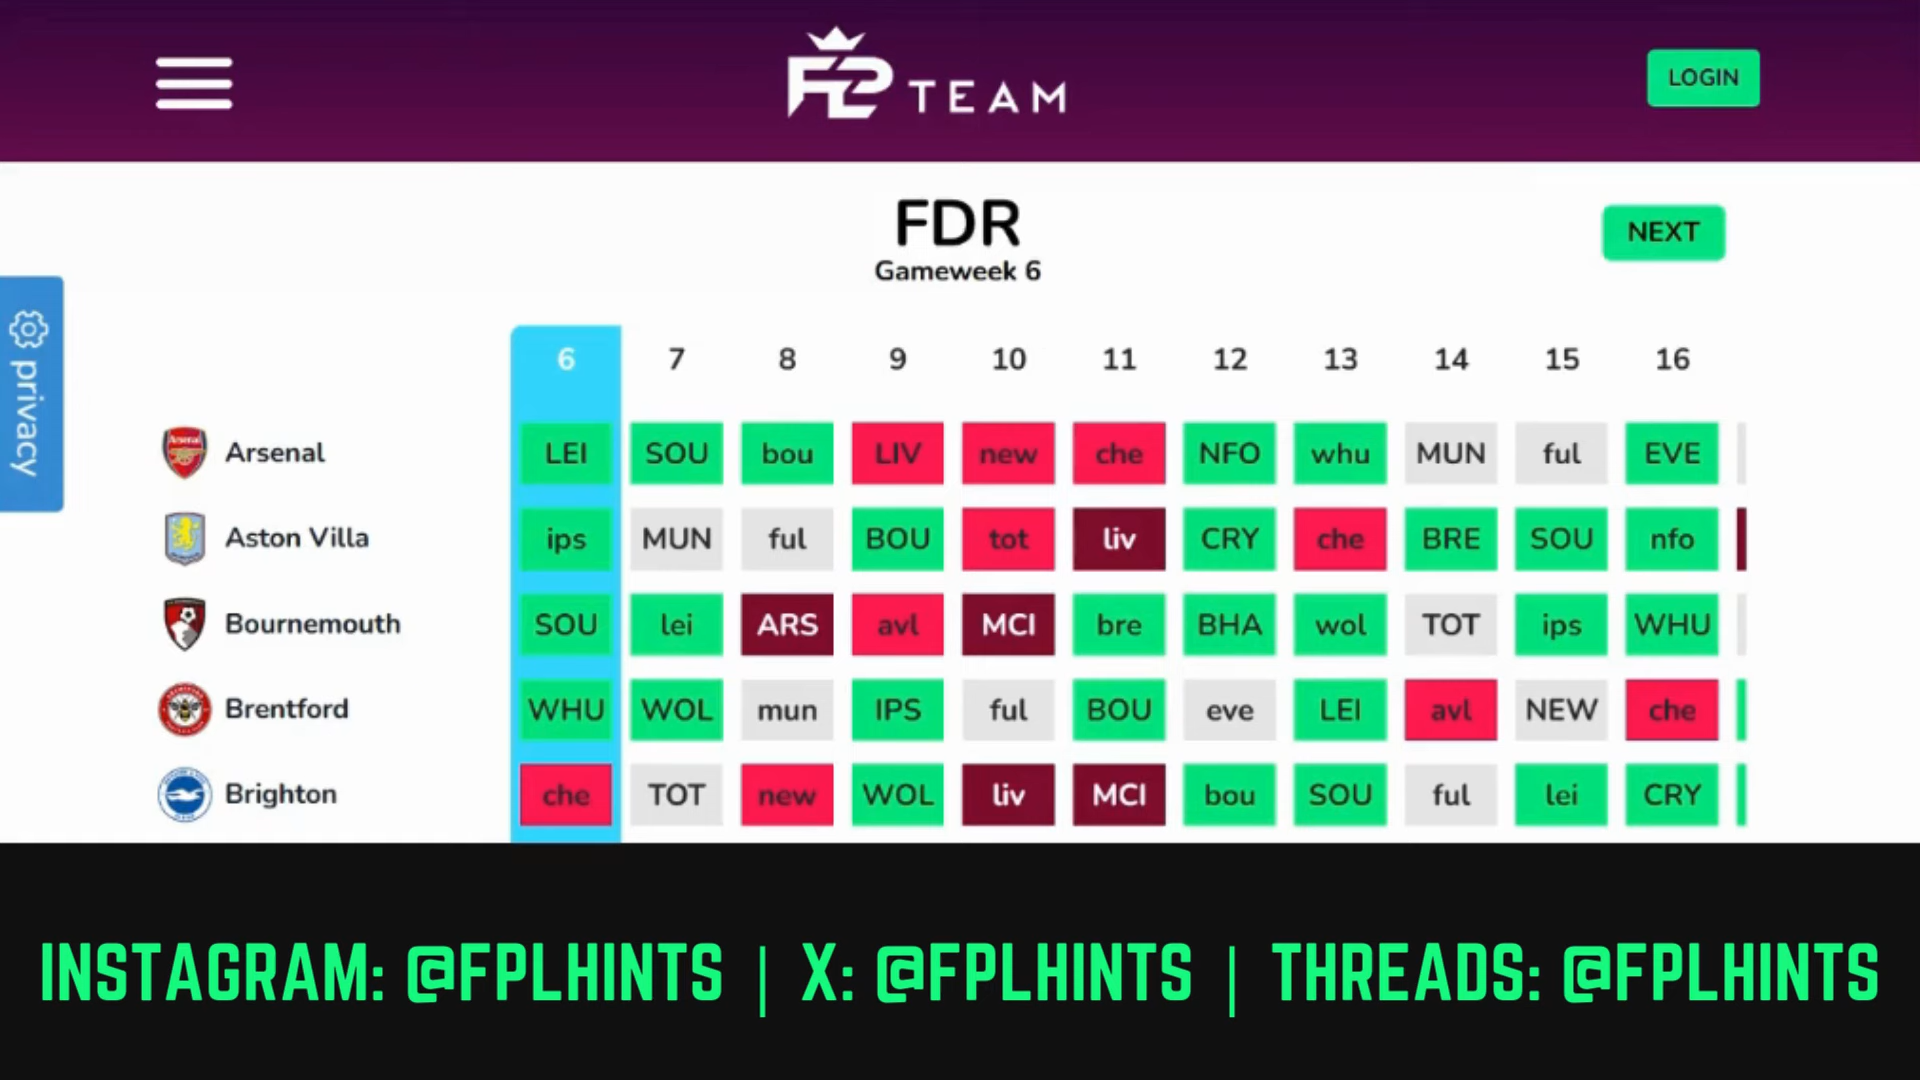 FPL TEAM
LOGIN
FDR
Gameweek 6
NEXT
privacy
6 7 8 9 10 11 12 13 14 15 16
Arsenal LEI SOU bou LIV new che NFO whu MUN ful EVE
Aston Villa ips MUN ful BOU tot liv CRY che BRE SOU nfo
Bournemouth SOU lei ARS avl MCI bre BHA wol TOT ips WHU
Brentford WHU WOL mun IPS ful BOU eve LEI avl NEW che
Brighton che TOT new WOL liv MCI bou SOU ful lei CRY
INSTAGRAM: @FPLHINTS | X: @FPLHINTS | THREADS: @FPLHINTS